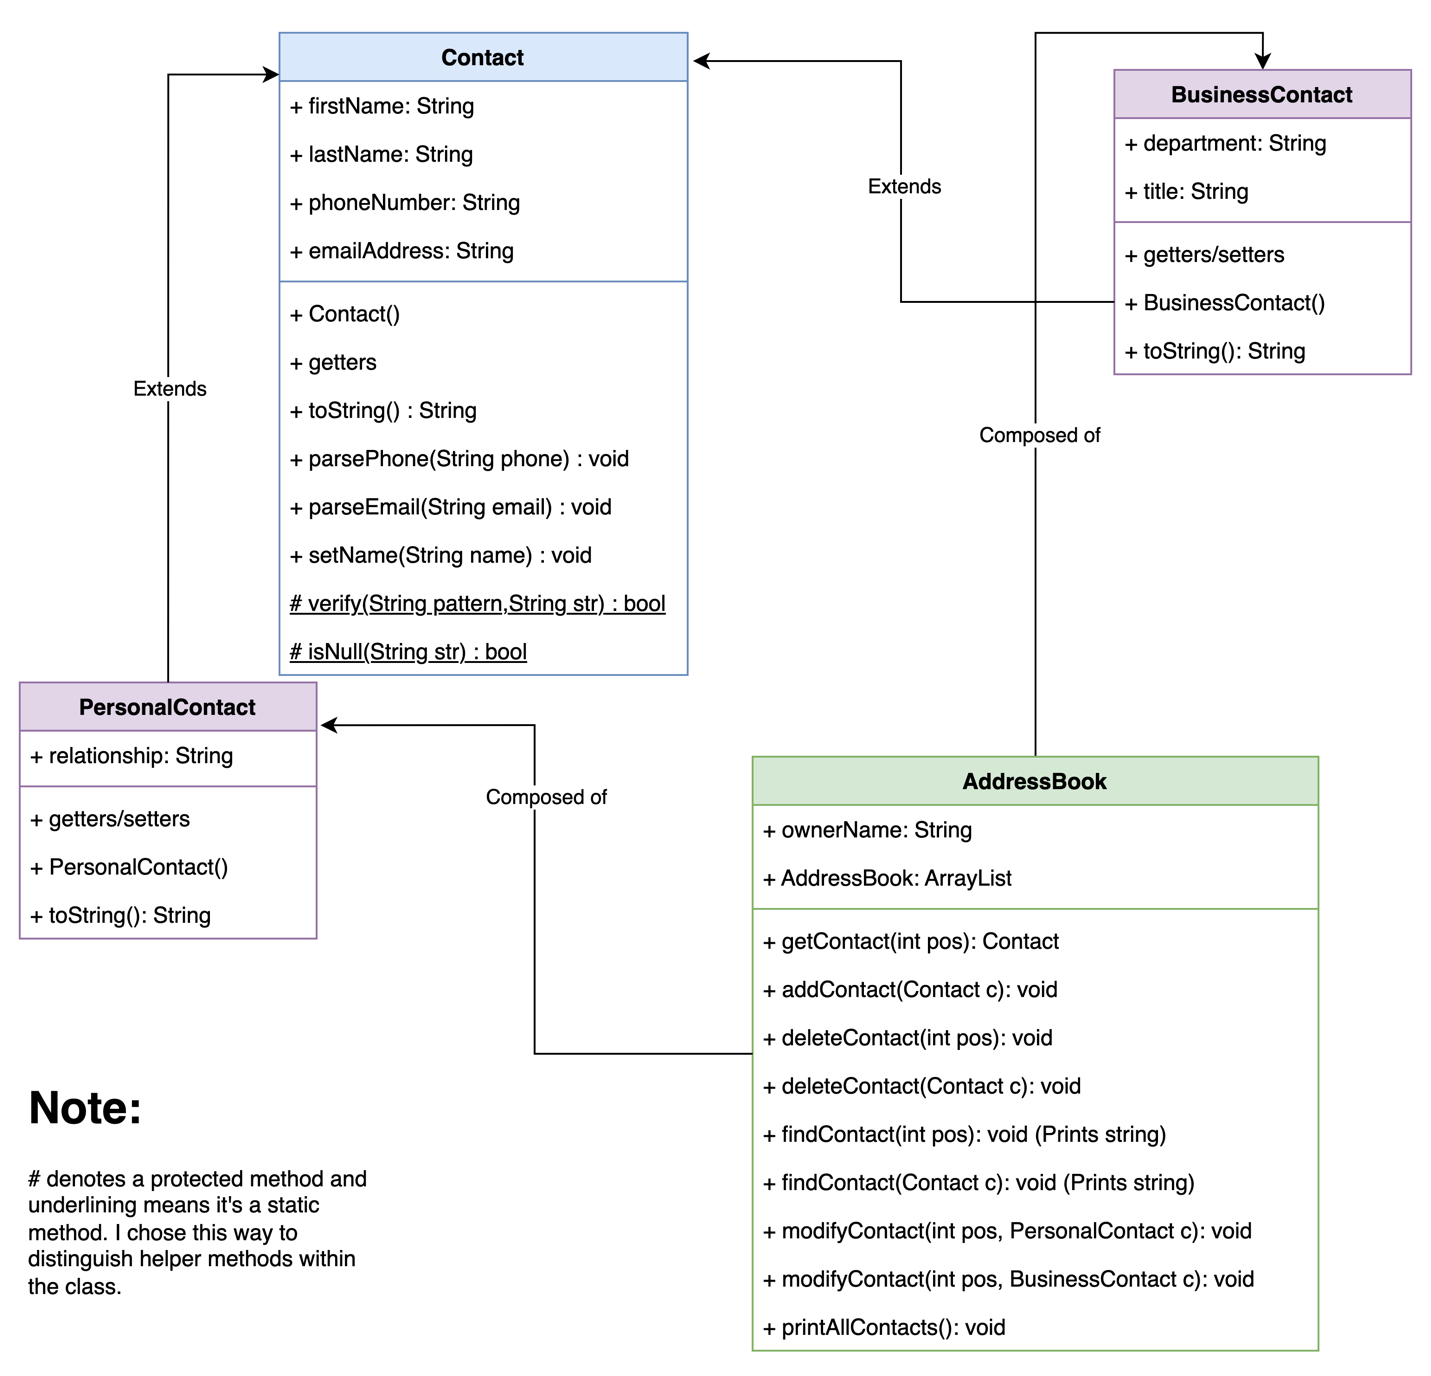 Contact
+ firstName: String
+ lastName: String
+ phoneNumber: String
+ emailAddress: String
+ Contact()
+ getters
+ toString() : String
+ parsePhone(String phone) : void
+ parseEmail(String email) : void
+ setName(String name) : void
# verify(String pattern,String str) : bool
# isNull(String str) : bool
Extends
Extends
BusinessContact
+ department: String
+ title: String
+ getters/setters
+ BusinessContact()
+ toString(): String
Composed of
PersonalContact
+ relationship: String
+ getters/setters
+ PersonalContact()
+ toString(): String
Composed of
AddressBook
+ ownerName: String
+ AddressBook: ArrayList
+ getContact(int pos): Contact
+ addContact(Contact c): void
+ deleteContact(int pos): void
+ deleteContact(Contact c): void
+ findContact(int pos): void (Prints string)
+ findContact(Contact c): void (Prints string)
+ modifyContact(int pos, PersonalContact c): void
+ modifyContact(int pos, BusinessContact c): void
+ printAllContacts(): void
Note:
# denotes a protected method and
underlining means it's a static
method. I chose this way to
distinguish helper methods within
the class.